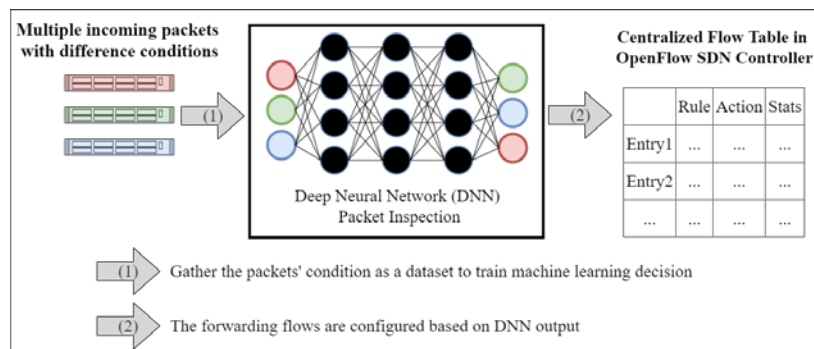 Multiple incoming packets
with difference conditions
(1)
Deep Neural Network (DNN)
Packet Inspection
(2)
Centralized Flow Table in
OpenFlow SDN Controller
Rule Action Stats
Entry1 ... ... ...
Entry2 ... ... ...
... ... ... ...
(1) Gather the packets' condition as a dataset to train machine learning decision
(2) The forwarding flows are configured based on DNN output